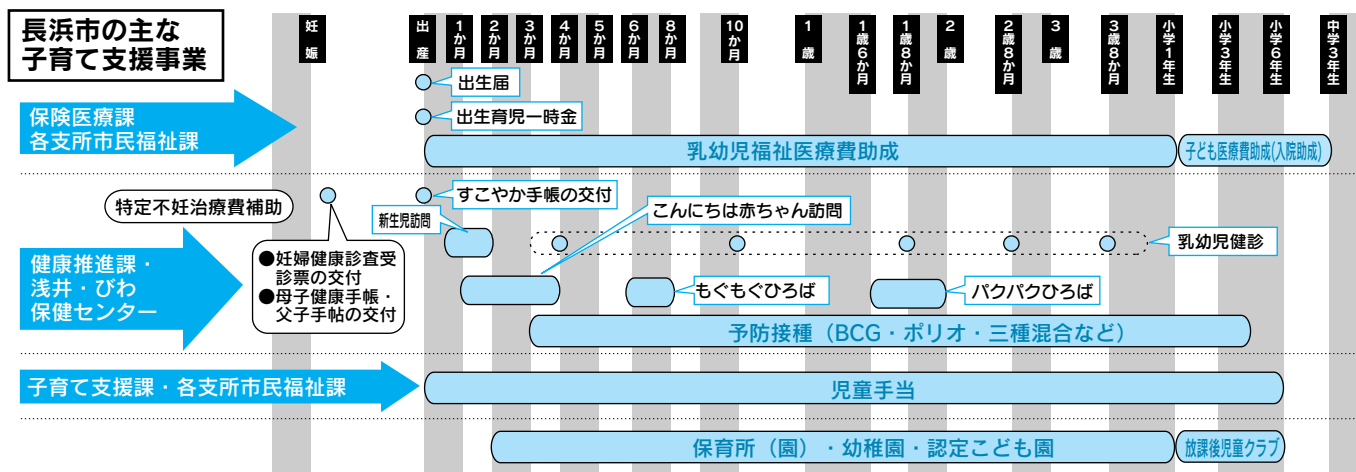 長浜市の主な
子育て支援事業
妊娠
出産
1か月
2か月
3か月
4か月
5か月
6か月
8か月
10か月
1歳
1歳6か月
1歳8か月
2歳
2歳8か月
3歳
3歳8か月
小学1年生
小学3年生
小学6年生
中学3年生
保険医療課
各支所市民福祉課
出生届
出生育児一時金
乳幼児福祉医療費助成
子ども医療費助成(入院助成)
特定不妊治療費補助
すこやか手帳の交付
新生児訪問
こんにちは赤ちゃん訪問
乳幼児健診
健康推進課・
浅井・びわ
保健センター
●妊婦健康診査受
診票の交付
●母子健康手帳・
父子手帖の交付
もぐもぐひろば
パクパクひろば
予防接種（BCG・ポリオ・三種混合など）
子育て支援課・各支所市民福祉課
児童手当
保育所（園）・幼稚園・認定こども園
放課後児童クラブ